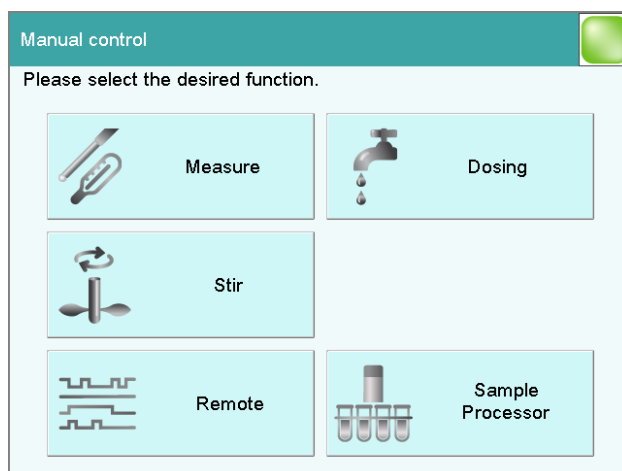 Manual control
Please select the desired function.
Measure
Dosing
Stir
Remote
Sample
Processor